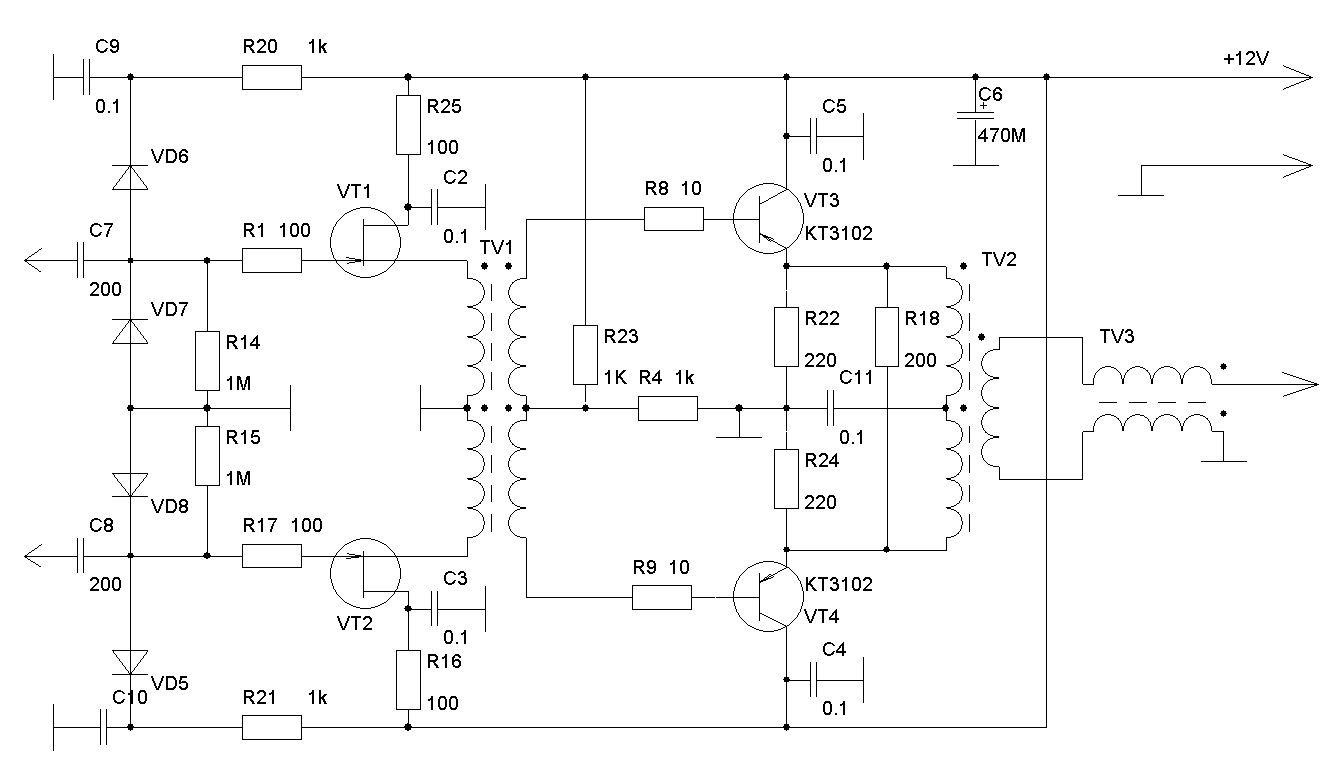 C9
R20 1k
0.1
+12V
C6
+
470M
R25
100
C5
0.1
VD6
VT1
C2
0.1
R8 10
VT3
KT3102
C7
200
R1 100
TV1
TV2
VD7
R14
1M
R22
220
R18
200
R23
1K
R4 1k
C11
0.1
TV3
R15
1M
R24
220
VD8
C8
200
R17 100
VT2
C3
0.1
R9 10
KT3102
VT4
R16
100
C4
0.1
VD5
C10
R21 1k